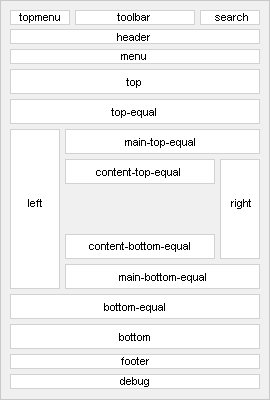 topmenu
toolbar
search
header
menu
top
top-equal
main-top-equal
content-top-equal
left
right
content-bottom-equal
main-bottom-equal
bottom-equal
bottom
footer
debug